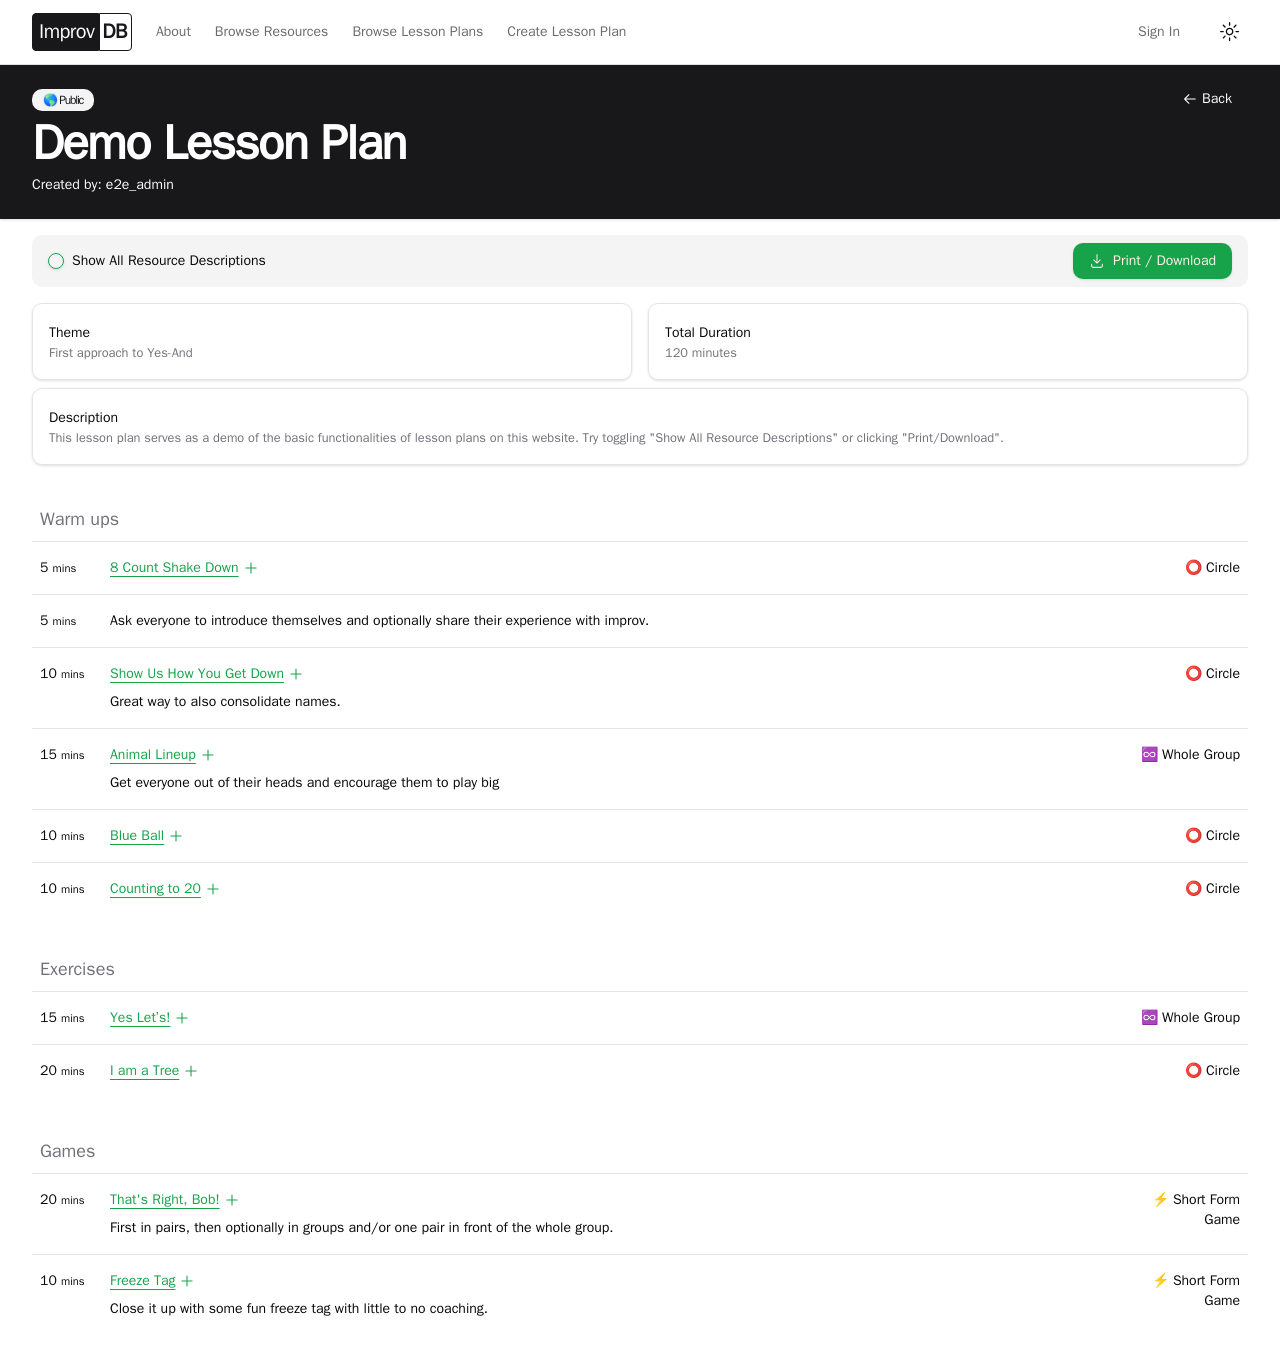 Improv DB About Browse Resources Browse Lesson Plans Create Lesson Plan Sign In
🌎 Public
← Back
Demo Lesson Plan
Created by: e2e_admin
Show All Resource Descriptions Print / Download
Theme
First approach to Yes-And
Total Duration
120 minutes
Description
This lesson plan serves as a demo of the basic functionalities of lesson plans on this website. Try toggling "Show All Resource Descriptions" or clicking "Print/Download".
Warm ups
5 mins 8 Count Shake Down + ⭕ Circle
5 mins Ask everyone to introduce themselves and optionally share their experience with improv.
10 mins Show Us How You Get Down + ⭕ Circle
Great way to also consolidate names.
15 mins Animal Lineup + ♾️ Whole Group
Get everyone out of their heads and encourage them to play big
10 mins Blue Ball + ⭕ Circle
10 mins Counting to 20 + ⭕ Circle
Exercises
15 mins Yes Let's! + ♾️ Whole Group
20 mins I am a Tree + ⭕ Circle
Games
20 mins That's Right, Bob! + ⚡ Short Form
Game
First in pairs, then optionally in groups and/or one pair in front of the whole group.
10 mins Freeze Tag + ⚡ Short Form
Game
Close it up with some fun freeze tag with little to no coaching.